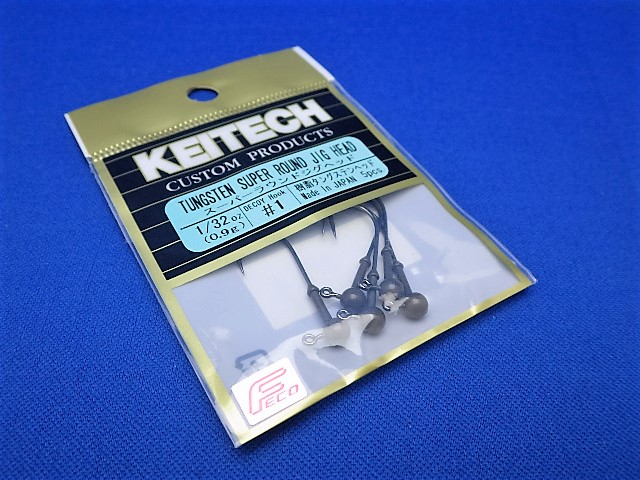 KEITECH
CUSTOM PRODUCTS
TUNGSTEN SUPER ROUND JIG HEAD
スーパーラウンドジグヘッド
1/32oz
(0.9g)
DECOY Hook
#1
樹脂タングステンヘッド
Made in JAPAN 5pcs
FECO